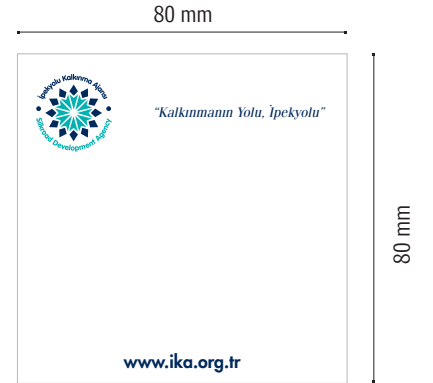 80 mm
İpekyolu Kalkınma Ajansı
Silkroad Development Agency
“Kalkınmanın Yolu, İpekyolu”
80 mm
www.ika.org.tr